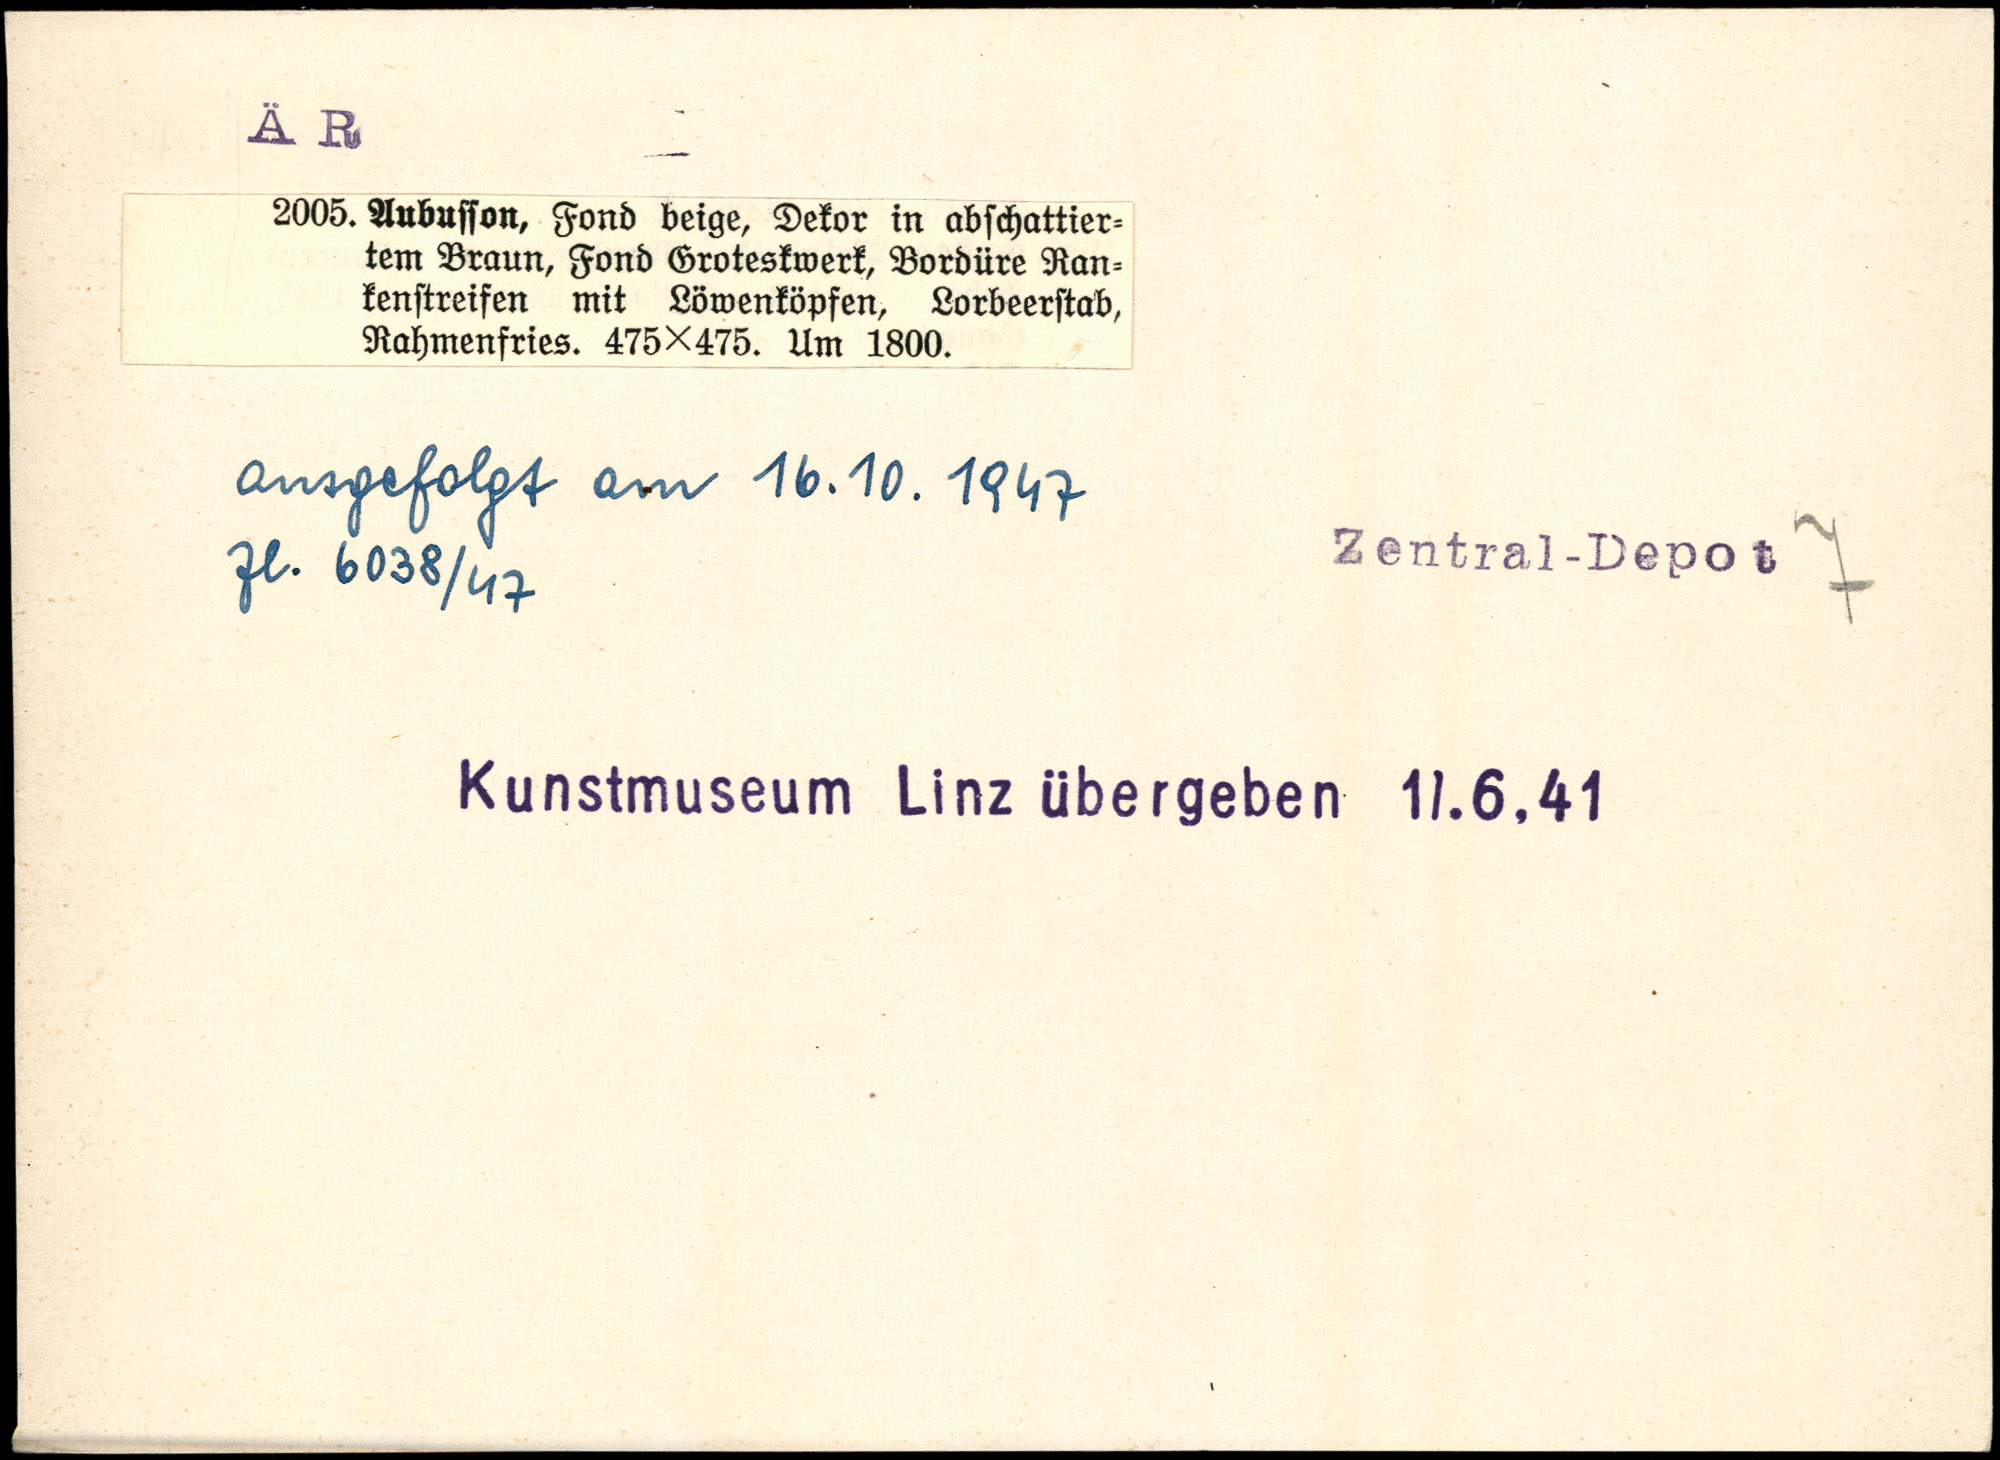 ÄR
2005. Aubusson, Fond beige, Dekor in abschattier-
tem Braun, Fond Groteskwerk, Bordüre Ran-
kenstreifen mit Löwenköpfen, Lorbeerstab,
Rahmenfries. 475×475. Um 1800.
ausgefolgt am 16.10.1947
Zl. 6038/47
Zentral-Depot 7
Kunstmuseum Linz übergeben 11.6.41